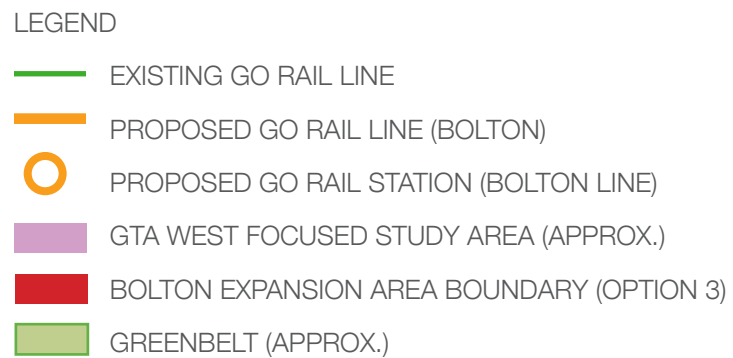 LEGEND
EXISTING GO RAIL LINE
PROPOSED GO RAIL LINE (BOLTON)
PROPOSED GO RAIL STATION (BOLTON LINE)
GTA WEST FOCUSED STUDY AREA (APPROX.)
BOLTON EXPANSION AREA BOUNDARY (OPTION 3)
GREENBELT (APPROX.)